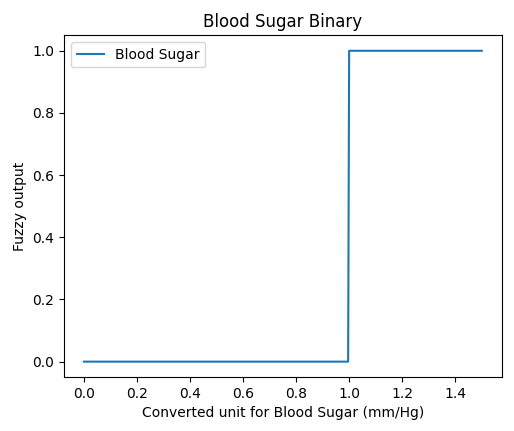 Blood Sugar Binary
Blood Sugar
Fuzzy output
1.0
0.8
0.6
0.4
0.2
0.0
0.0 0.2 0.4 0.6 0.8 1.0 1.2 1.4
Converted unit for Blood Sugar (mm/Hg)